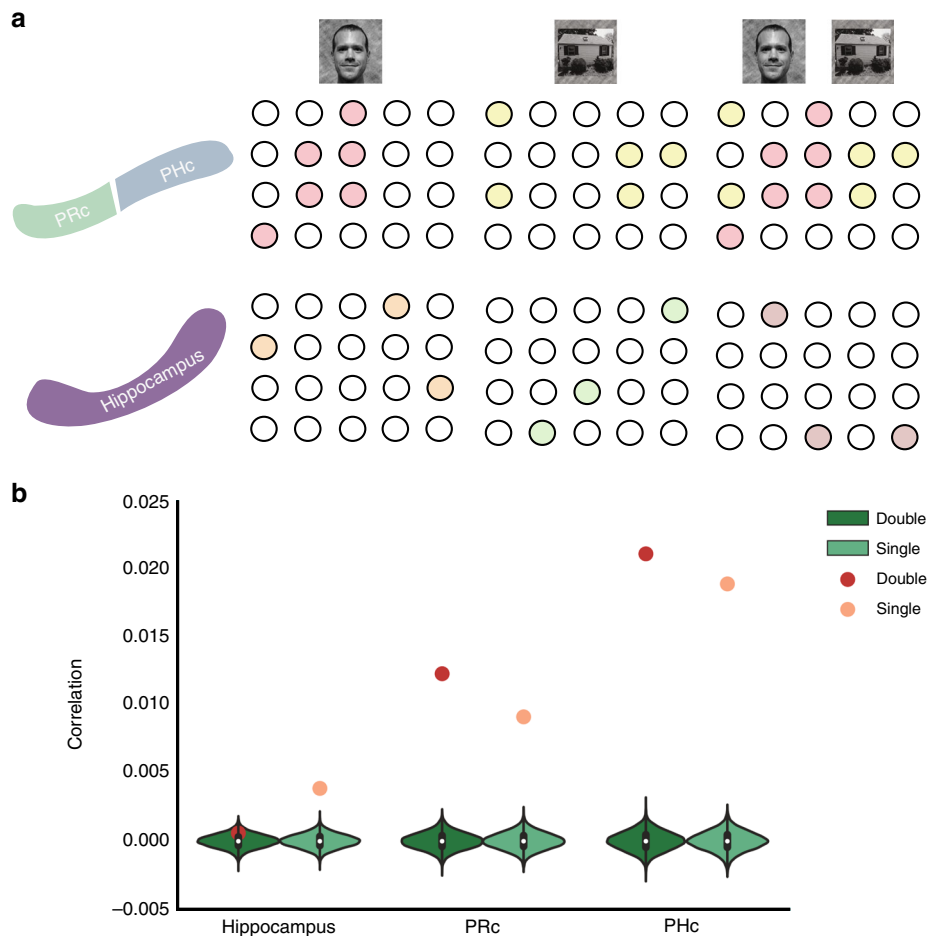 a
PHc
PRc
Hippocampus
b
0.025
0.020
0.015
0.010
0.005
0.000
–0.005
Correlation
Hippocampus
PRc
PHc
Double
Single
Double
Single